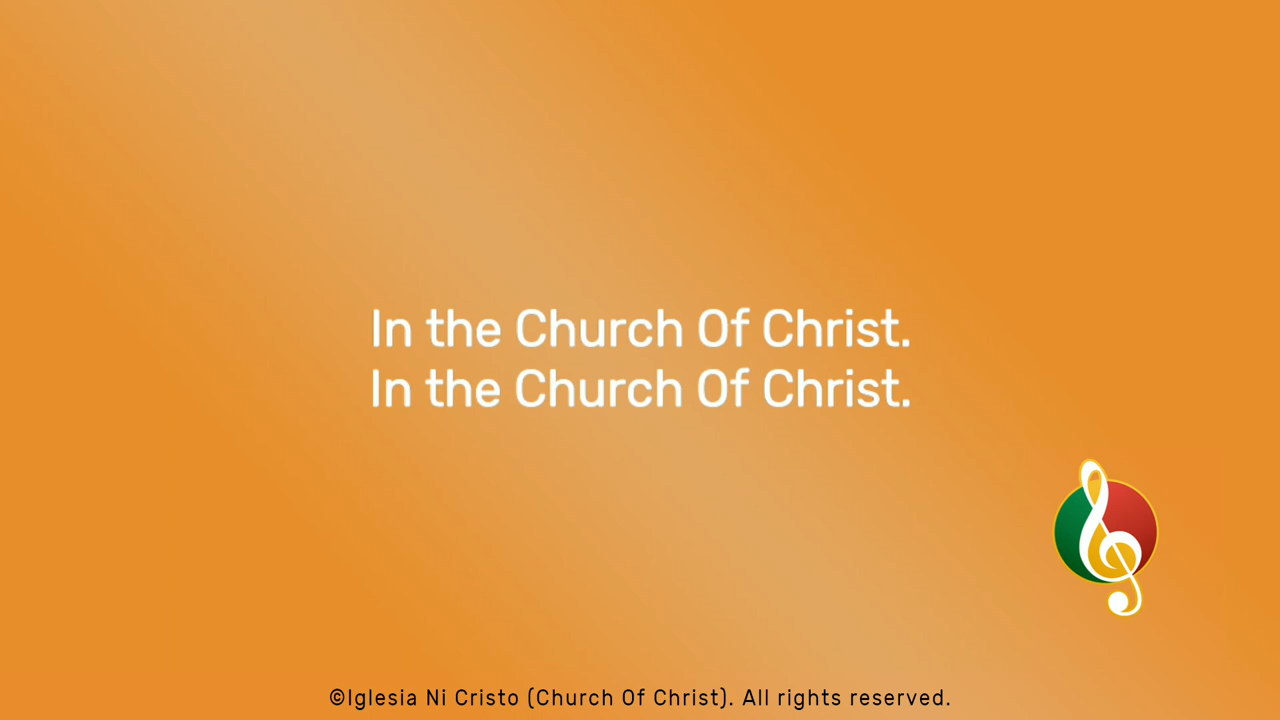 In the Church Of Christ.
In the Church Of Christ.
©Iglesia Ni Cristo (Church Of Christ). All rights reserved.